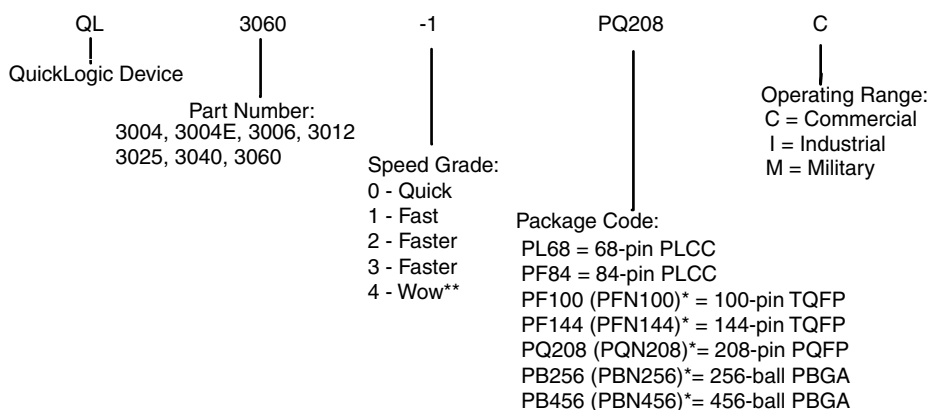 QL 3060 -1 PQ208 C
QuickLogic Device
Part Number:
3004, 3004E, 3006, 3012
3025, 3040, 3060
Speed Grade:
0 - Quick
1 - Fast
2 - Faster
3 - Faster
4 - Wow**
Package Code:
PL68 = 68-pin PLCC
PF84 = 84-pin PLCC
PF100 (PFN100)* = 100-pin TQFP
PF144 (PFN144)* = 144-pin TQFP
PQ208 (PQN208)*= 208-pin PQFP
PB256 (PBN256)*= 256-ball PBGA
PB456 (PBN456)*= 456-ball PBGA
Operating Range:
C = Commercial
I = Industrial
M = Military